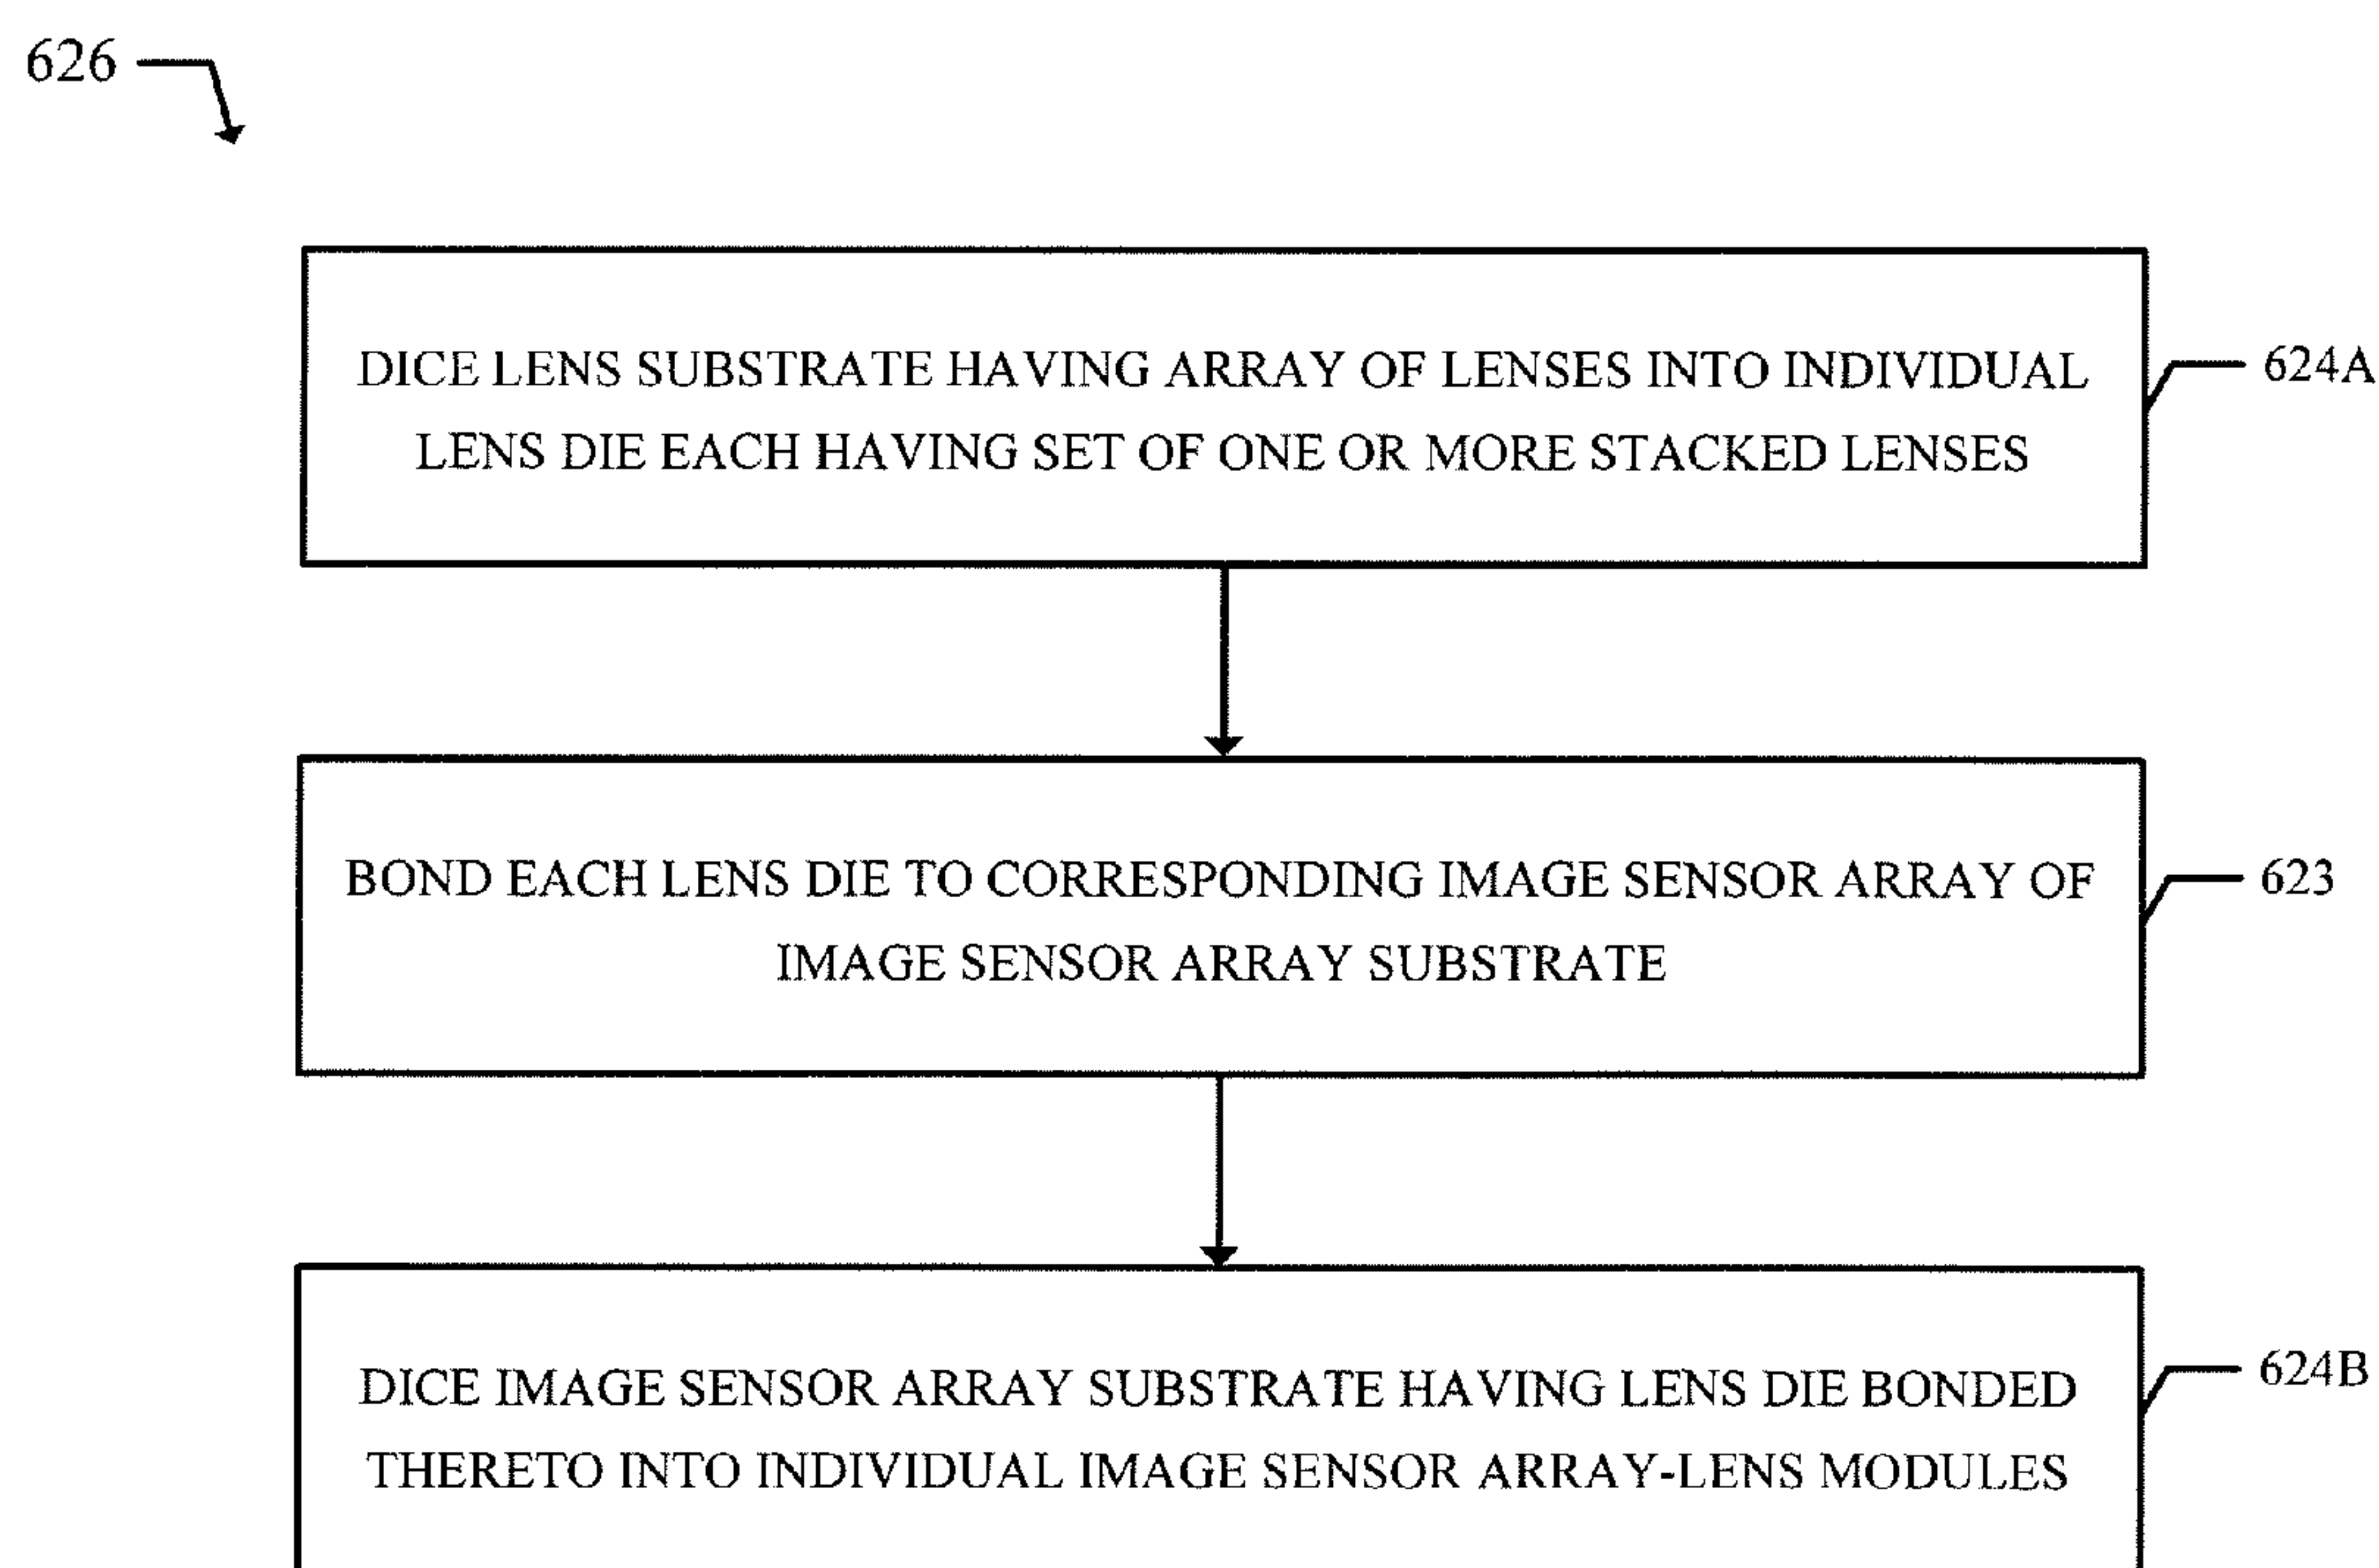 626
DICE LENS SUBSTRATE HAVING ARRAY OF LENSES INTO INDIVIDUAL
LENS DIE EACH HAVING SET OF ONE OR MORE STACKED LENSES
624A
BOND EACH LENS DIE TO CORRESPONDING IMAGE SENSOR ARRAY OF
IMAGE SENSOR ARRAY SUBSTRATE
623
DICE IMAGE SENSOR ARRAY SUBSTRATE HAVING LENS DIE BONDED
THERETO INTO INDIVIDUAL IMAGE SENSOR ARRAY-LENS MODULES
624B